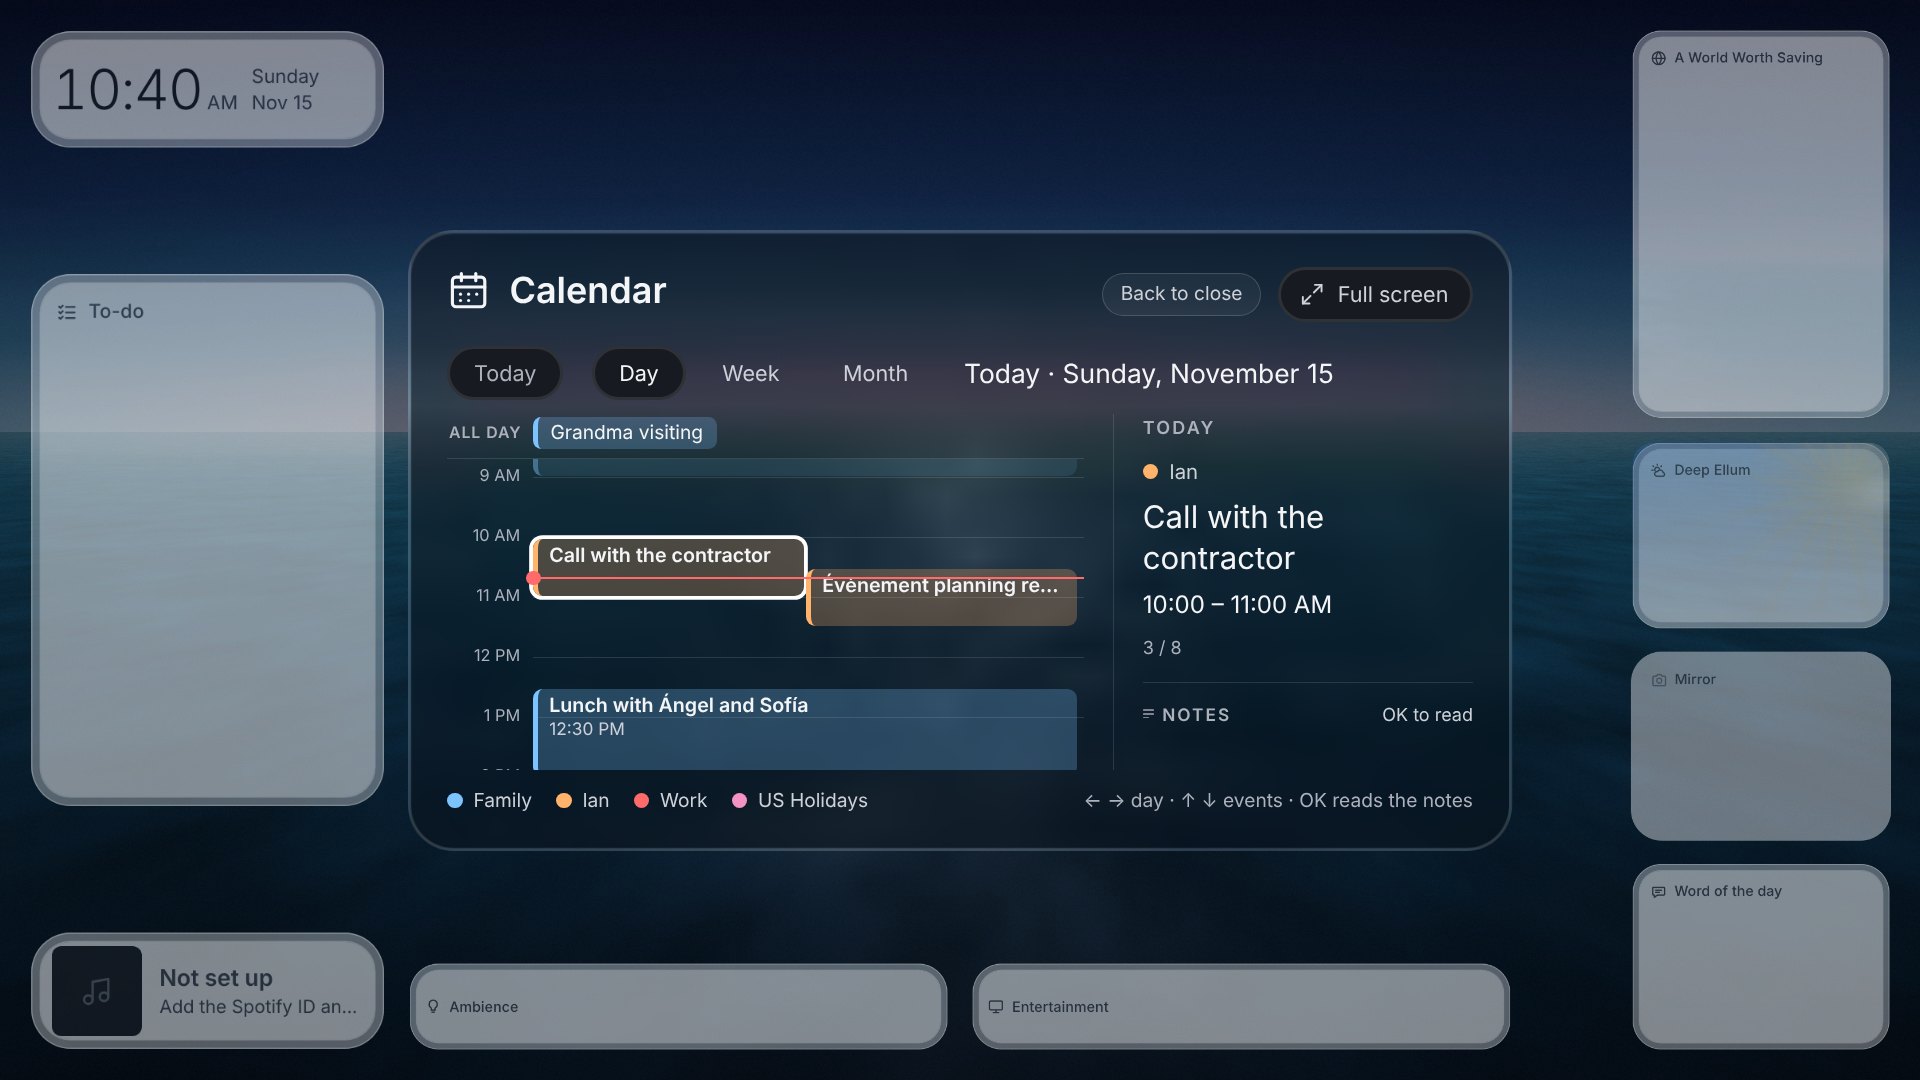 10:40 AM
Sunday
Nov 15
To-do
Not set up
Add the Spotify ID an...
Calendar
Back to close
Full screen
Today
Day
Week
Month
Today · Sunday, November 15
ALL DAY
Grandma visiting
9 AM
10 AM
Call with the contractor
Événement planning re...
11 AM
12 PM
Lunch with Ángel and Sofía
1 PM
12:30 PM
TODAY
Ian
Call with the
contractor
10:00 – 11:00 AM
3 / 8
NOTES
OK to read
Family
Ian
Work
US Holidays
← → day · ↑ ↓ events · OK reads the notes
Ambience
Entertainment
A World Worth Saving
Deep Ellum
Mirror
Word of the day